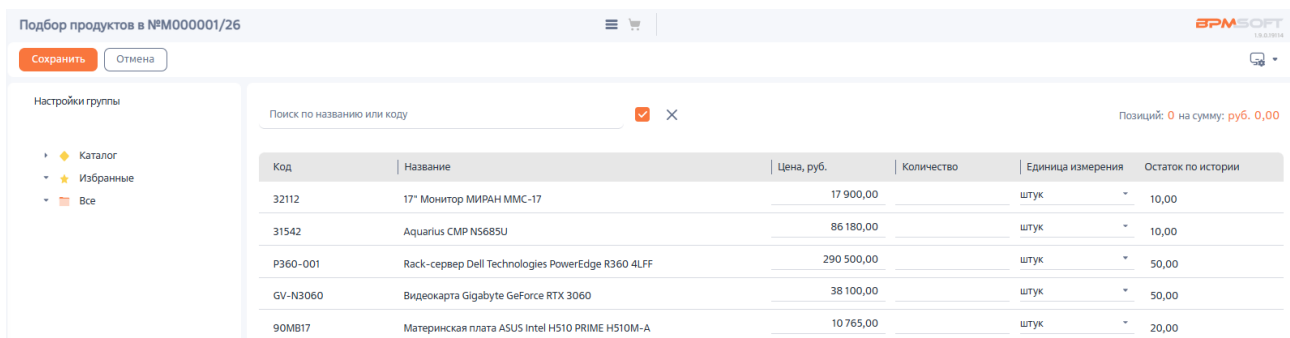 Подбор продуктов в №М000001/26
BPMSOFT
Сохранить Отмена
Настройки группы
Поиск по названию или коду
Позиций: 0 на сумму: руб. 0,00
Каталог
Избранные
Все
Код Название Цена, руб. Количество Единица измерения Остаток по истории
32112 17" Монитор МИРАН ММС-17 17 900,00 штук 10,00
31542 Aquarius CMP NS685U 86 180,00 штук 10,00
P360-001 Rack-сервер Dell Technologies PowerEdge R360 4LFF 290 500,00 штук 50,00
GV-N3060 Видеокарта Gigabyte GeForce RTX 3060 38 100,00 штук 50,00
90MB17 Материнская плата ASUS Intel H510 PRIME H510M-A 10 765,00 штук 20,00